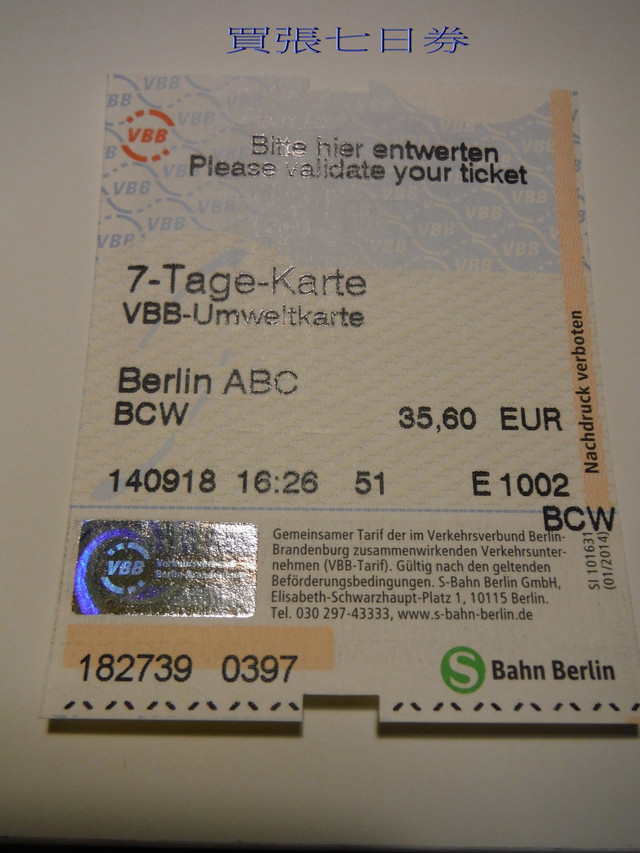 買張七日券
VBB
Bitte hier entwerten
Please validate your ticket
7-Tage-Karte
VBB-Umweltkarte
Berlin ABC
BCW 35,60 EUR
140918 16:26 51 E 1002
BCW
Nachdruck verboten
SI 101631
(01/2014)
VBB
Gemeinsamer Tarif der im Verkehrsverbund Berlin-
Brandenburg zusammenwirkenden Verkehrsunter-
nehmen (VBB-Tarif). Gültig nach den geltenden
Beförderungsbedingungen. S-Bahn Berlin GmbH,
Elisabeth-Schwarzhaupt-Platz 1, 10115 Berlin.
Tel. 030 297-43333, www.s-bahn-berlin.de
182739 0397
S Bahn Berlin